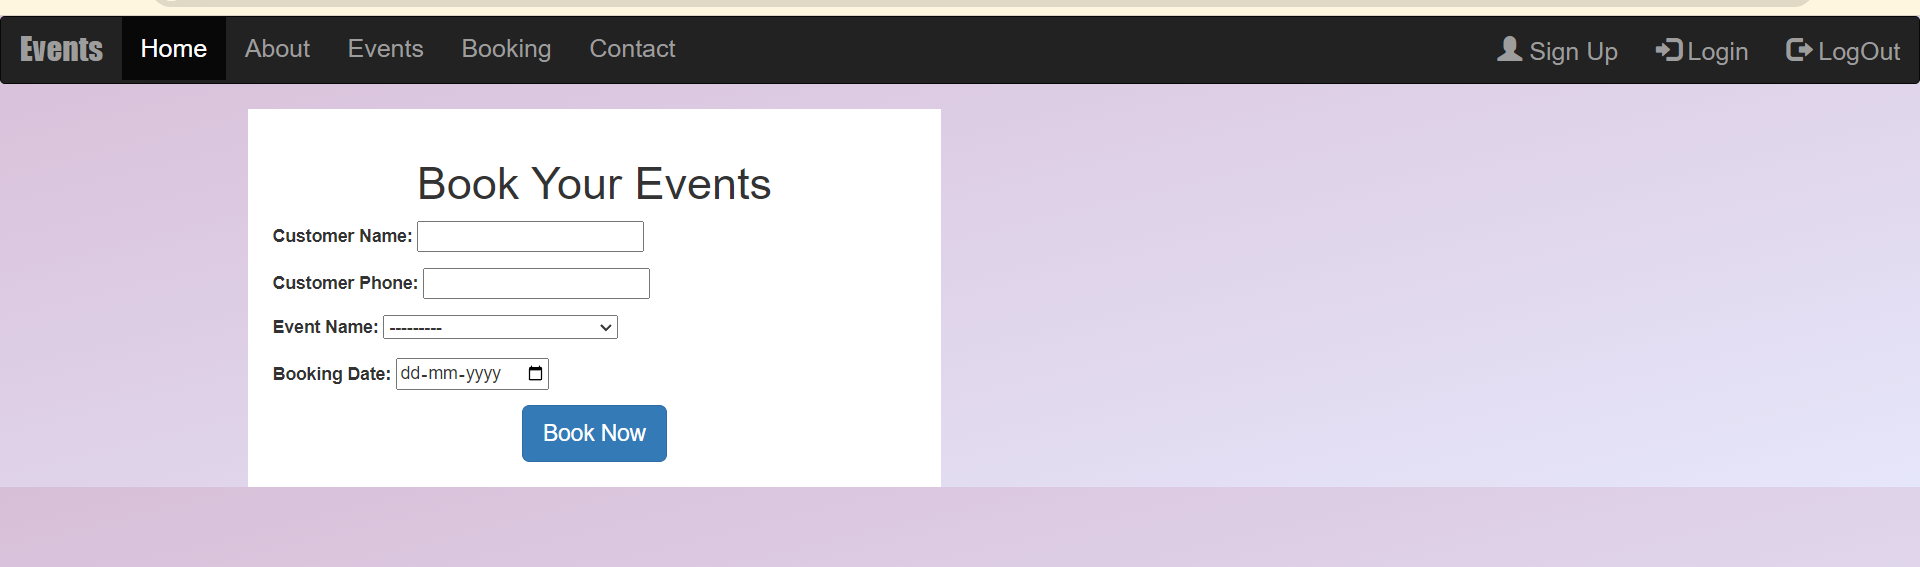 Events Home About Events Booking Contact Sign Up Login LogOut
Book Your Events
Customer Name:
Customer Phone:
Event Name: ---------
Booking Date: dd-mm-yyyy
Book Now